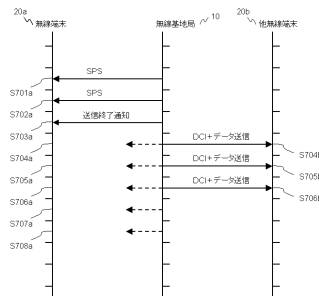 20a
無線端末
無線基地局
10
20b
他無線端末
SPS
S701a
SPS
S702a
送信終了通知
S703a
DCI+データ送信
S704a
S704b
DCI+データ送信
S705a
S705b
DCI+データ送信
S706a
S706b
S707a
S708a